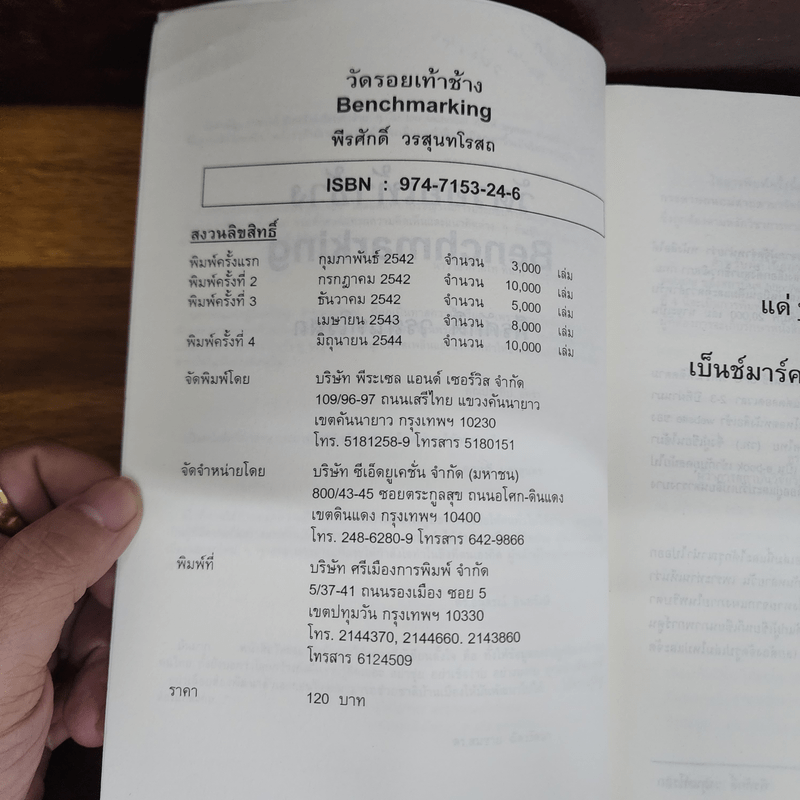 วัดรอยเท้าช้าง
Benchmarking
พีรศักดิ์ วรสุนทโรสถ
ISBN : 974-7153-24-6
สงวนลิขสิทธิ์
พิมพ์ครั้งแรก กุมภาพันธ์ 2542 จำนวน 3,000 เล่ม
พิมพ์ครั้งที่ 2 กรกฎาคม 2542 จำนวน 10,000 เล่ม
พิมพ์ครั้งที่ 3 ธันวาคม 2542 จำนวน 5,000 เล่ม
เมษายน 2543 จำนวน 8,000 เล่ม
พิมพ์ครั้งที่ 4 มิถุนายน 2544 จำนวน 10,000 เล่ม
จัดพิมพ์โดย บริษัท พีระเซล แอนด์ เซอร์วิส จำกัด
109/96-97 ถนนเสรีไทย แขวงคันนายาว
เขตคันนายาว กรุงเทพฯ 10230
โทร. 5181258-9 โทรสาร 5180151
จัดจำหน่ายโดย บริษัท ซีเอ็ดยูเคชั่น จำกัด (มหาชน)
800/43-45 ซอยตระกูลสุข ถนนอโศก-ดินแดง
เขตดินแดง กรุงเทพฯ 10400
โทร. 248-6280-9 โทรสาร 642-9866
พิมพ์ที่ บริษัท ศรีเมืองการพิมพ์ จำกัด
5/37-41 ถนนรองเมือง ซอย 5
เขตปทุมวัน กรุงเทพฯ 10330
โทร. 2144370, 2144660. 2143860
โทรสาร 6124509
ราคา 120 บาท
แด่
เบ็นช์มาร์ค